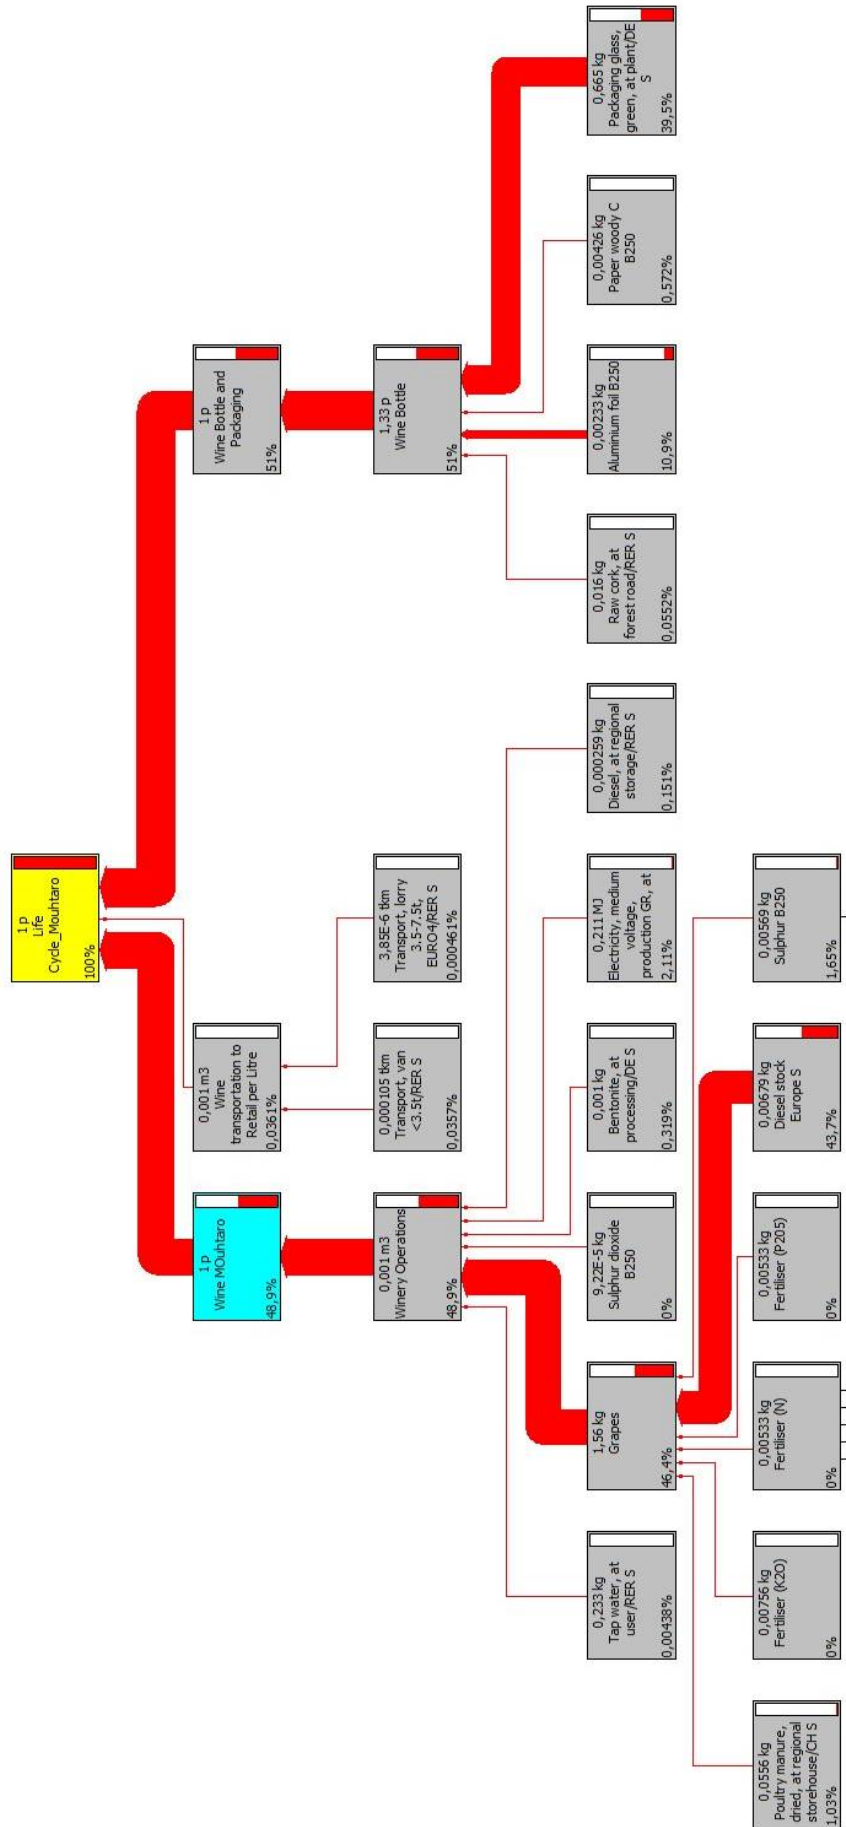 1 p
Life
Cycle_Mouhtaro
100%
1 p
Wine MOuhtaro
48,9%
0,001 m3
Wine
transportation to
Retail per Litre
0,0361%
1 p
Wine Bottle and
Packaging
51%
0,001 m3
Winery Operations
48,9%
0,000105 tkm
Transport, van
<3.5t/RER S
0,0357%
3,85E-6 tkm
Transport, lorry
3.5-7.5t,
EURO4/RER S
0,000461%
1,33 p
Wine Bottle
51%
0,233 kg
Tap water, at
user/RER S
0,00438%
1,56 kg
Grapes
46,4%
9,22E-5 kg
Sulphur dioxide
B250
0%
0,001 kg
Bentonite, at
processing/DE S
0,319%
0,211 MJ
Electricity, medium
voltage,
production GR, at
2,11%
0,000259 kg
Diesel, at regional
storage/RER S
0,151%
0,016 kg
Raw cork, at
forest road/RER S
0,0552%
0,00233 kg
Aluminium foil B250
10,9%
0,00426 kg
Paper woody C
B250
0,572%
0,665 kg
Packaging glass,
green, at plant/DE
S
39,5%
0,0556 kg
Poultry manure,
dried, at regional
storehouse/CH S
1,03%
0,00756 kg
Fertiliser (K2O)
0%
0,00533 kg
Fertiliser (N)
0%
0,00533 kg
Fertiliser (P205)
0%
0,00679 kg
Diesel stock
Europe S
43,7%
0,00569 kg
Sulphur B250
1,65%